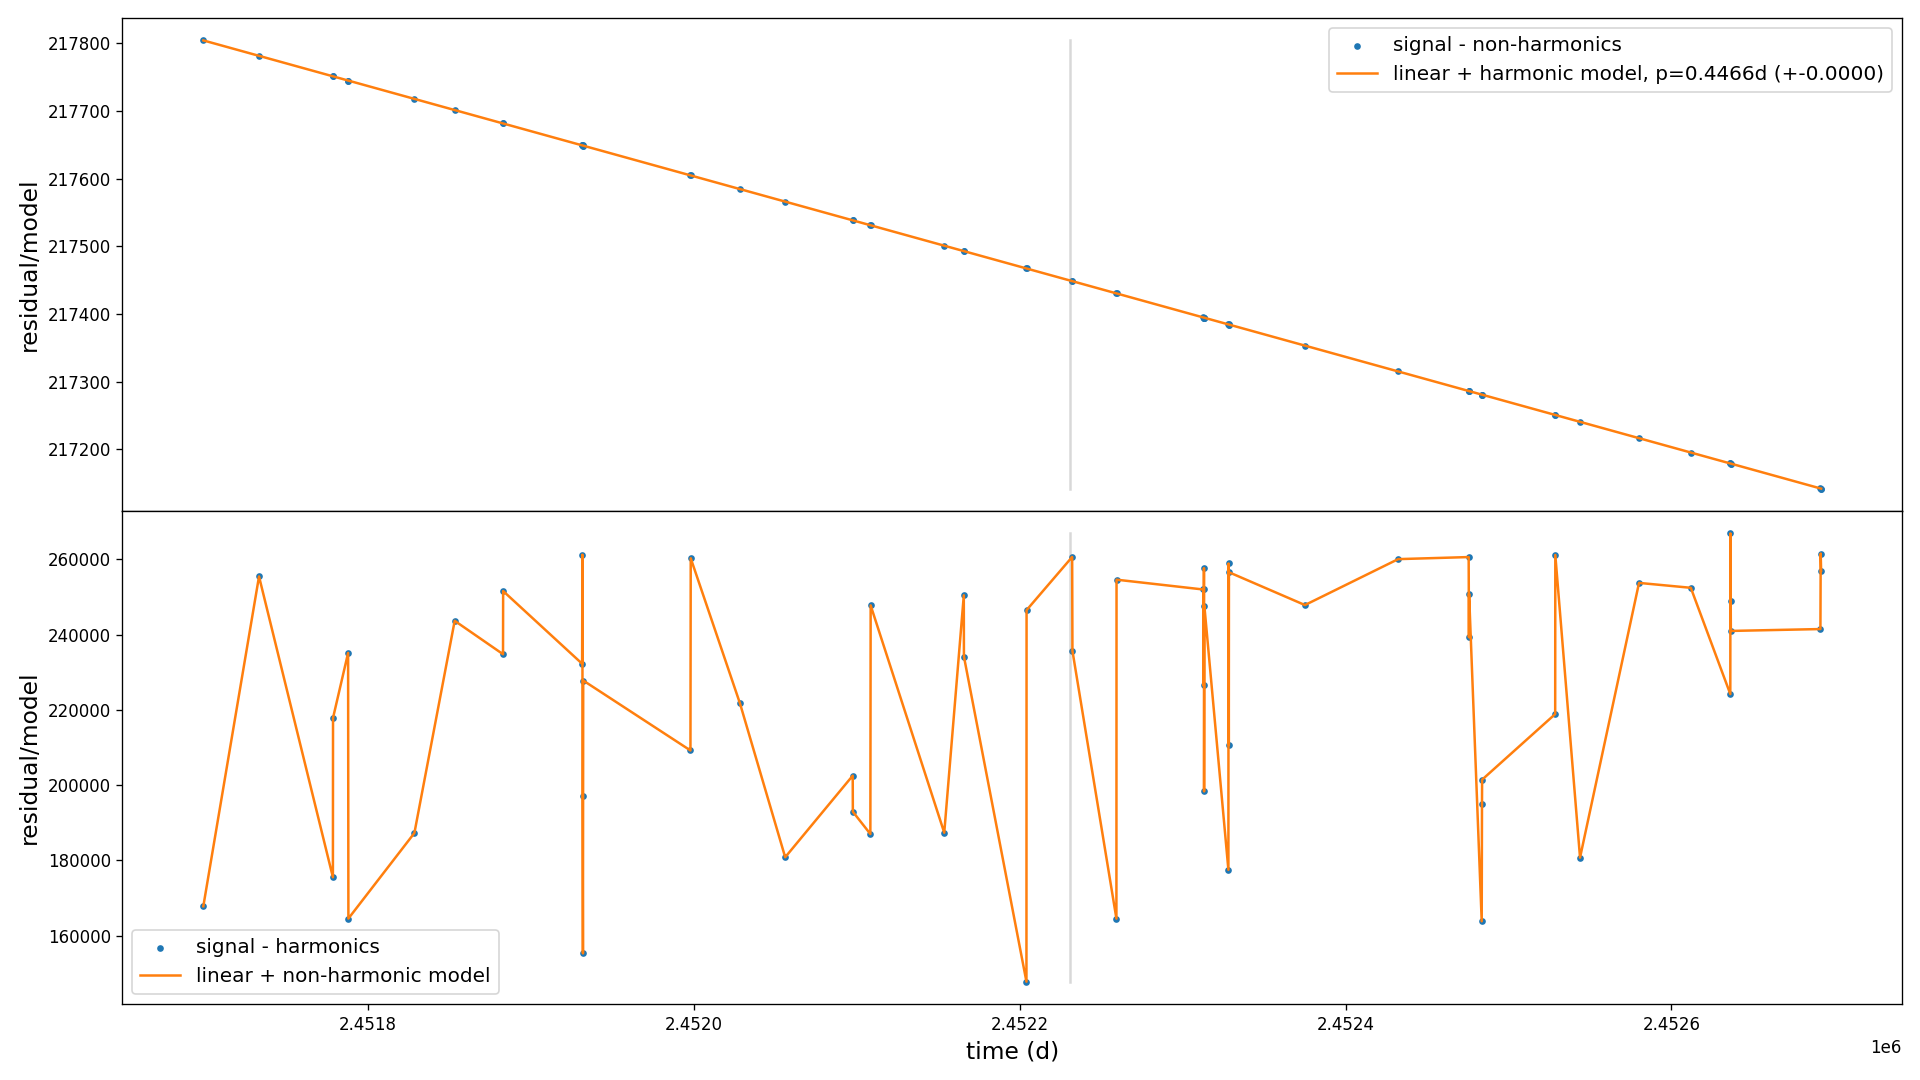 217800
217700
217600
217500
217400
217300
217200
residual/model
signal - non-harmonics
linear + harmonic model, p=0.4466d (+-0.0000)
260000
240000
220000
200000
180000
160000
residual/model
signal - harmonics
linear + non-harmonic model
2.4518
2.4520
2.4522
2.4524
2.4526
1e6
time (d)